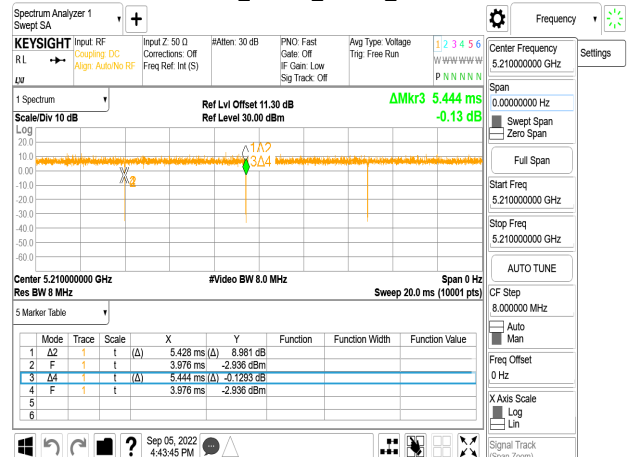 Spectrum Analyzer 1
Swept SA
Frequency
KEYSIGHT
RL
Input: RF
Coupling: DC
Align: Auto/No RF
Input Z: 50 Ω
Corrections: Off
Freq Ref: Int (S)
#Atten: 30 dB
PNO: Fast
Gate: Off
IF Gain: Low
Sig Track: Off
Avg Type: Voltage
Trig: Free Run
1 2 3 4 5 6
W W W W W W
P N N N N N
Center Frequency
5.210000000 GHz
Settings
Span
0.00000000 Hz
Swept Span
Zero Span
Full Span
Start Freq
5.210000000 GHz
Stop Freq
5.210000000 GHz
AUTO TUNE
CF Step
8.000000 MHz
Auto
Man
Freq Offset
0 Hz
X Axis Scale
Log
Lin
Signal Track
(Span Zoom)
1 Spectrum
Scale/Div 10 dB
Ref Lvl Offset 11.30 dB
Ref Level 30.00 dBm
ΔMkr3 5.444 ms
-0.13 dB
Log
20.0
10.0
0.00
-10.0
-20.0
-30.0
-40.0
-50.0
-60.0
1Δ2
3Δ4
Center 5.210000000 GHz
Res BW 8 MHz
#Video BW 8.0 MHz
Span 0 Hz
Sweep 20.0 ms (10001 pts)
5 Marker Table
Mode Trace Scale X Y Function Function Width Function Value
1 Δ2 1 t (Δ) 5.428 ms (Δ) 8.981 dB
2 F 1 t 3.976 ms -2.936 dBm
3 Δ4 1 t (Δ) 5.444 ms (Δ) -0.1293 dB
4 F 1 t 3.976 ms -2.936 dBm
5
6
Sep 05, 2022
4:43:45 PM